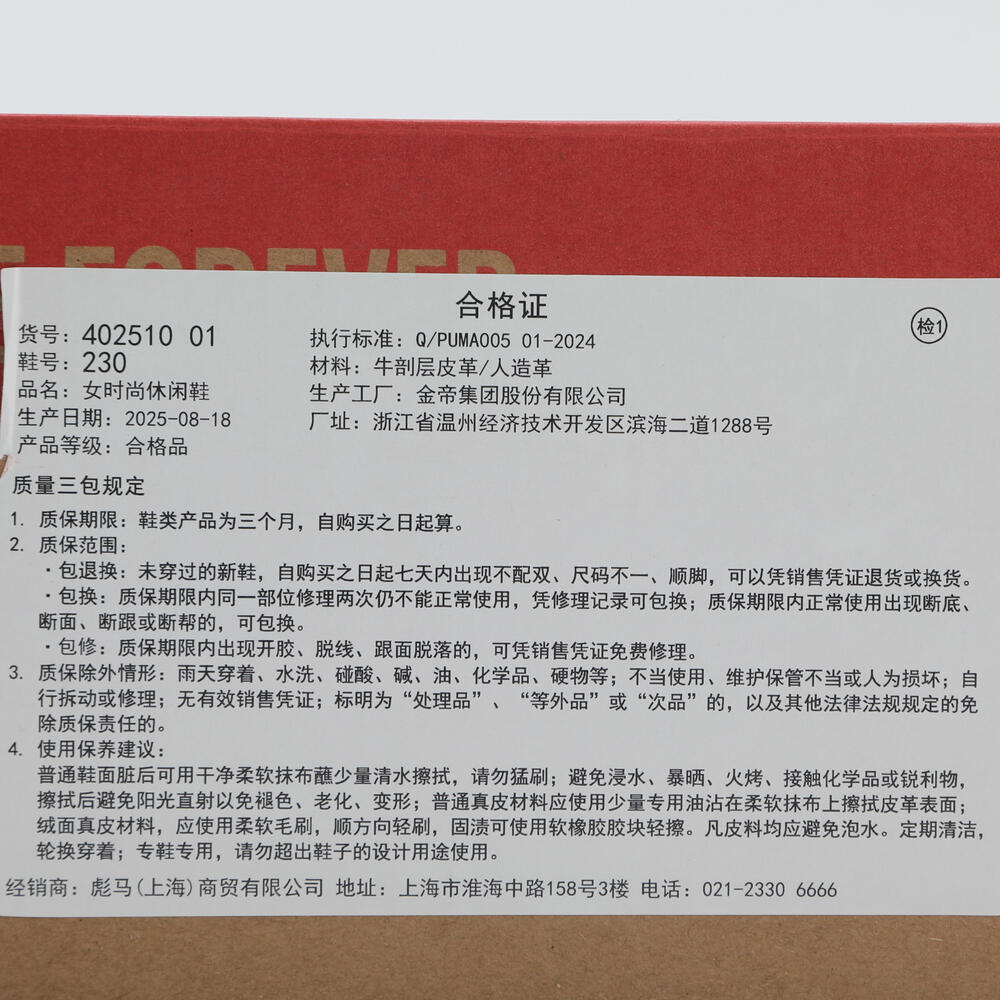 FOREVER
合格证
检1
货号：402510 01
鞋号：230
品名：女时尚休闲鞋
生产日期：2025-08-18
产品等级：合格品
执行标准：Q/PUMA005 01-2024
材料：牛剖层皮革/人造革
生产工厂：金帝集团股份有限公司
厂址：浙江省温州经济技术开发区滨海二道1288号
质量三包规定
1. 质保期限：鞋类产品为三个月，自购买之日起算。
2. 质保范围：
·包退换：未穿过的新鞋，自购买之日起七天内出现不配双、尺码不一、顺脚，可以凭销售凭证退货或换货。
·包换：质保期限内同一部位修理两次仍不能正常使用，凭修理记录可包换；质保期限内正常使用出现断底、
断面、断跟或断帮的，可包换。
·包修：质保期限内出现开胶、脱线、跟面脱落的，可凭销售凭证免费修理。
3. 质保除外情形：雨天穿着、水洗、碰酸、碱、油、化学品、硬物等；不当使用、维护保管不当或人为损坏；自
行拆动或修理；无有效销售凭证；标明为“处理品”、“等外品”或“次品”的，以及其他法律法规规定的免
除质保责任的。
4. 使用保养建议：
普通鞋面脏后可用干净柔软抹布蘸少量清水擦拭，请勿猛刷；避免浸水、暴晒、火烤、接触化学品或锐利物，
擦拭后避免阳光直射以免褪色、老化、变形；普通真皮材料应使用少量专用油沾在柔软抹布上擦拭皮革表面；
绒面真皮材料，应使用柔软毛刷，顺方向轻刷，固渍可使用软橡胶胶块轻擦。凡皮料均应避免泡水。定期清洁，
轮换穿着；专鞋专用，请勿超出鞋子的设计用途使用。
经销商：彪马(上海)商贸有限公司 地址：上海市淮海中路158号3楼 电话：021-2330 6666